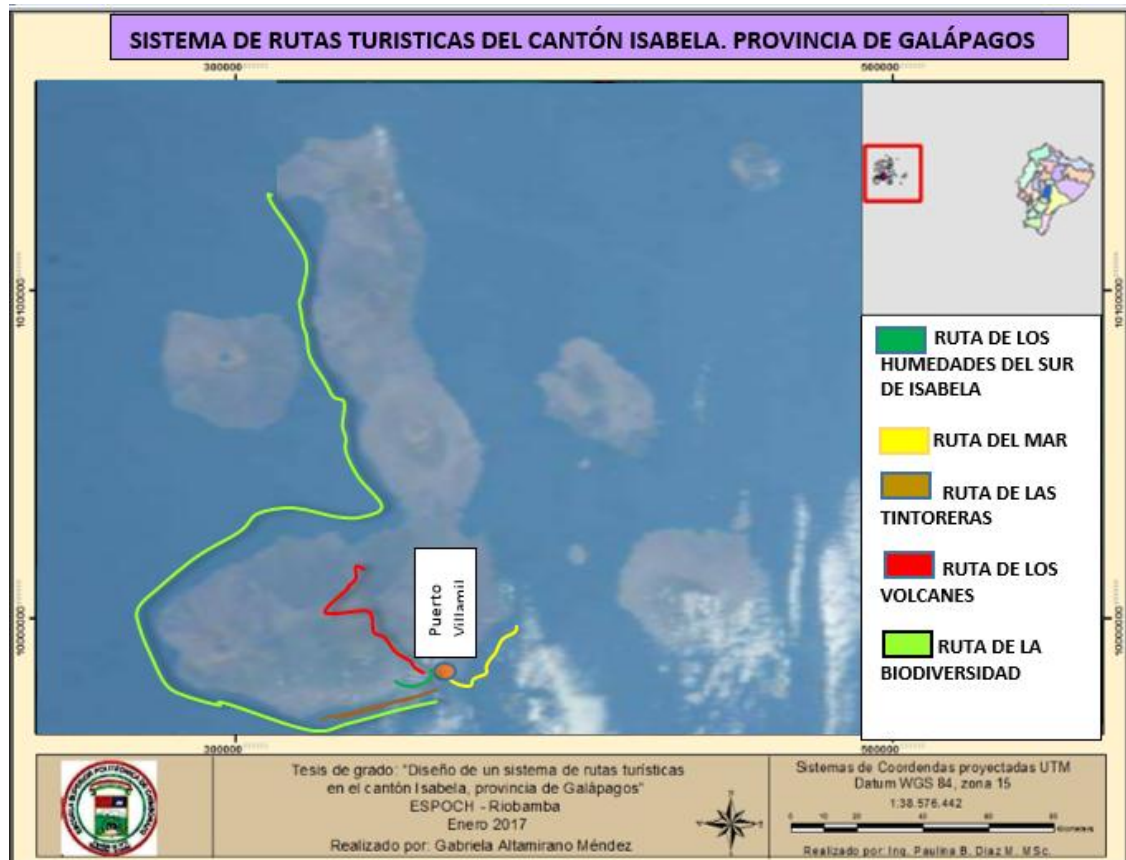 SISTEMA DE RUTAS TURISTICAS DEL CANTÓN ISABELA. PROVINCIA DE GALÁPAGOS
10100000
10100000
RUTA DE LOS
HUMEDADES DEL SUR
DE ISABELA
RUTA DEL MAR
RUTA DE LAS
TINTORERAS
RUTA DE LOS
VOLCANES
RUTA DE LA
BIODIVERSIDAD
Puerto
Villamil
10000000
10000000
Tesis de grado: "Diseño de un sistema de rutas turísticas
en el cantón Isabela, provincia de Galápagos"
ESPOCH - Riobamba
Enero 2017
Realizado por: Gabriela Altamirano Méndez
Sistemas de Coordendas proyectadas UTM
Datum WGS 84, zona 15
1:38.576.442
Realizado por: Ing. Paulina B. Diaz M. MSc.